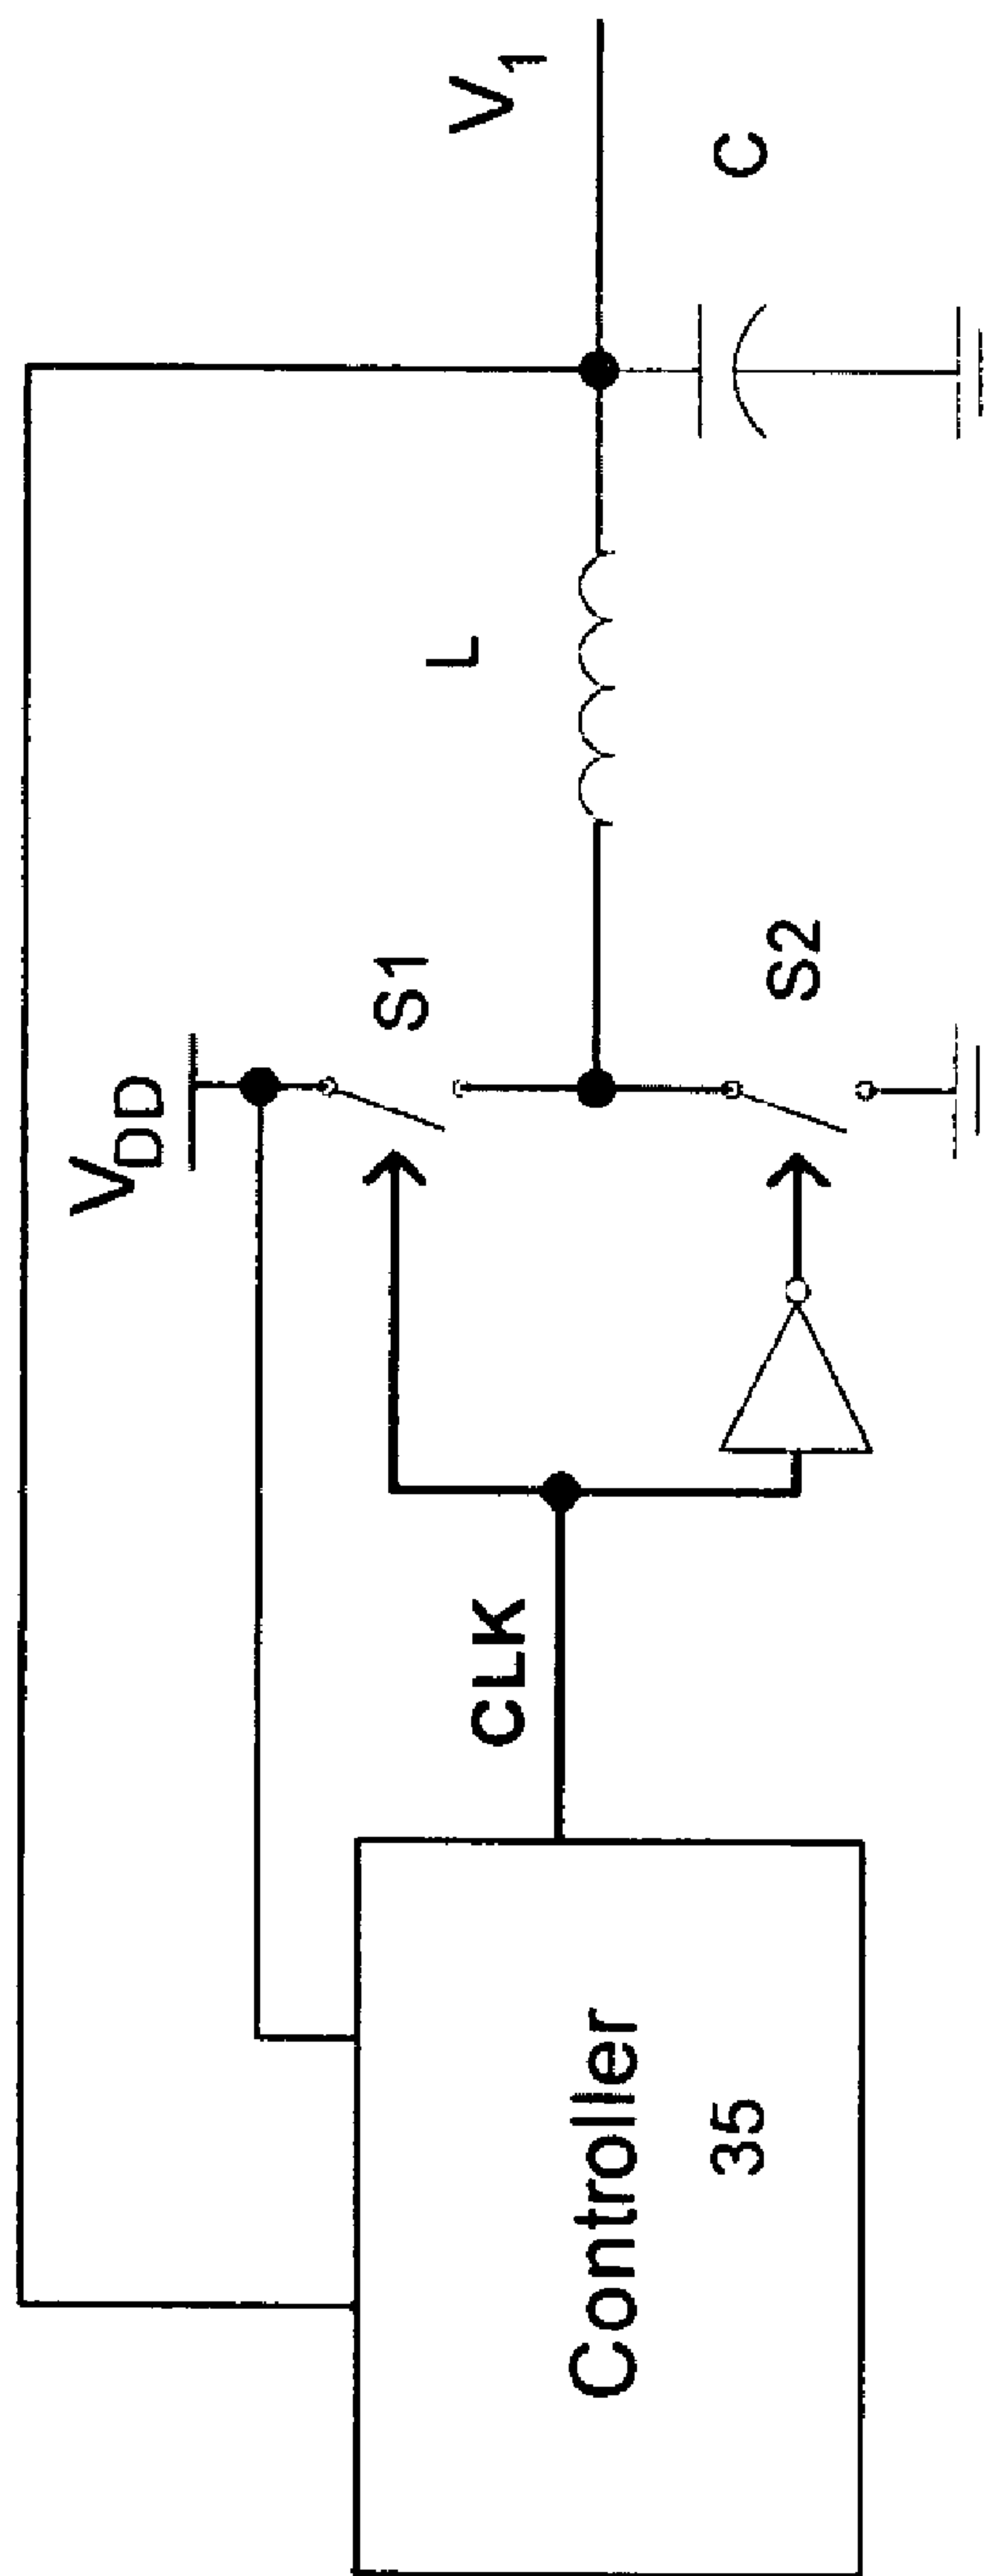 V1
C
L
VDD
S1
S2
CLK
Controller
35